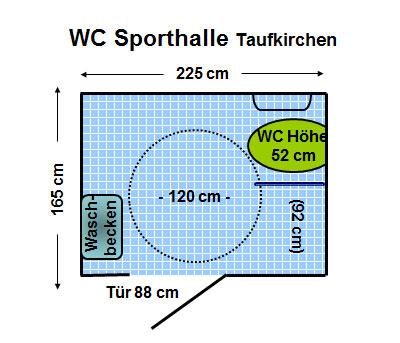 WC Sporthalle Taufkirchen
225 cm
WC Höhe
52 cm
165 cm
- 120 cm -
Wasch-
becken
(92 cm)
Tür 88 cm